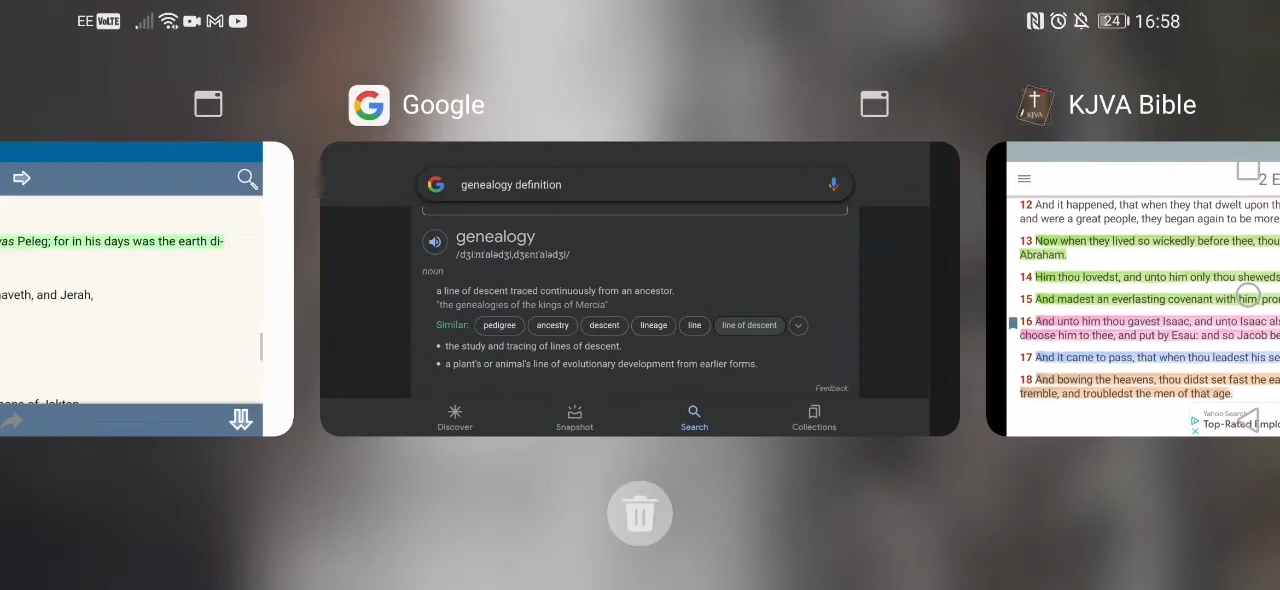 EE VoLTE
24 16:58
Google
KJVA Bible
as Peleg; for in his days was the earth di-
aveth, and Jerah,
genealogy definition
genealogy
/dʒiːnɪˈalədʒi,dʒɛnɪˈalədʒi/
noun
a line of descent traced continuously from an ancestor.
"the genealogies of the kings of Mercia"
Similar: pedigree ancestry descent lineage line line of descent
• the study and tracing of lines of descent.
• a plant's or animal's line of evolutionary development from earlier forms.
Feedback
Discover Snapshot Search Collections
2 E
12 And it happened, that when they that dwelt upon th
and were a great people, they began again to be more
13 Now when they lived so wickedly before thee, thou
Abraham.
14 Him thou lovedst, and unto him only thou sheweds
15 And madest an everlasting covenant with him, pro
16 And unto him thou gavest Isaac, and unto Isaac als
choose him to thee, and put by Esau: and so Jacob be
17 And it came to pass, that when thou leadest his se
18 And bowing the heavens, thou didst set fast the ea
tremble, and troubledst the men of that age.
Yahoo Search
Top-Rated Emplo